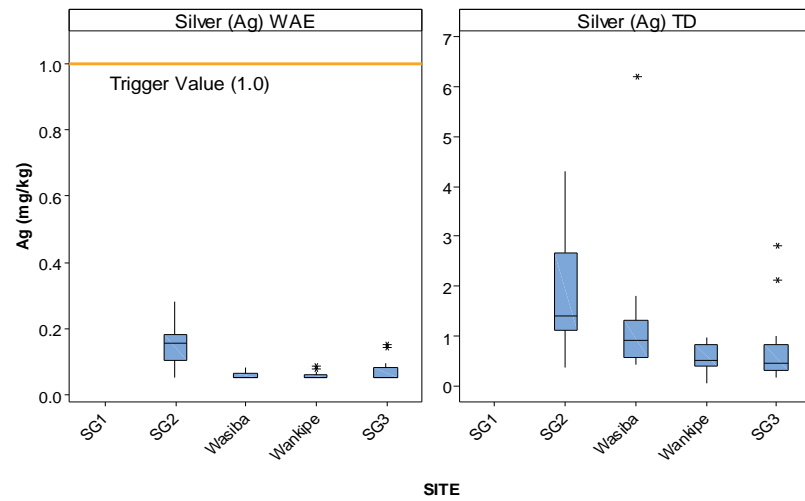 Silver (Ag) WAE
Silver (Ag) TD
Ag (mg/kg)
1.0
0.8
0.6
0.4
0.2
0.0
Trigger Value (1.0)
7
6
5
4
3
2
1
0
SG1
SG2
Wasiba
Wankipe
SG3
SG1
SG2
Wasiba
Wankipe
SG3
SITE